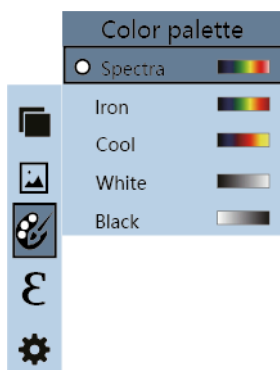 Color palette
Spectra
Iron
Cool
White
Black
ε